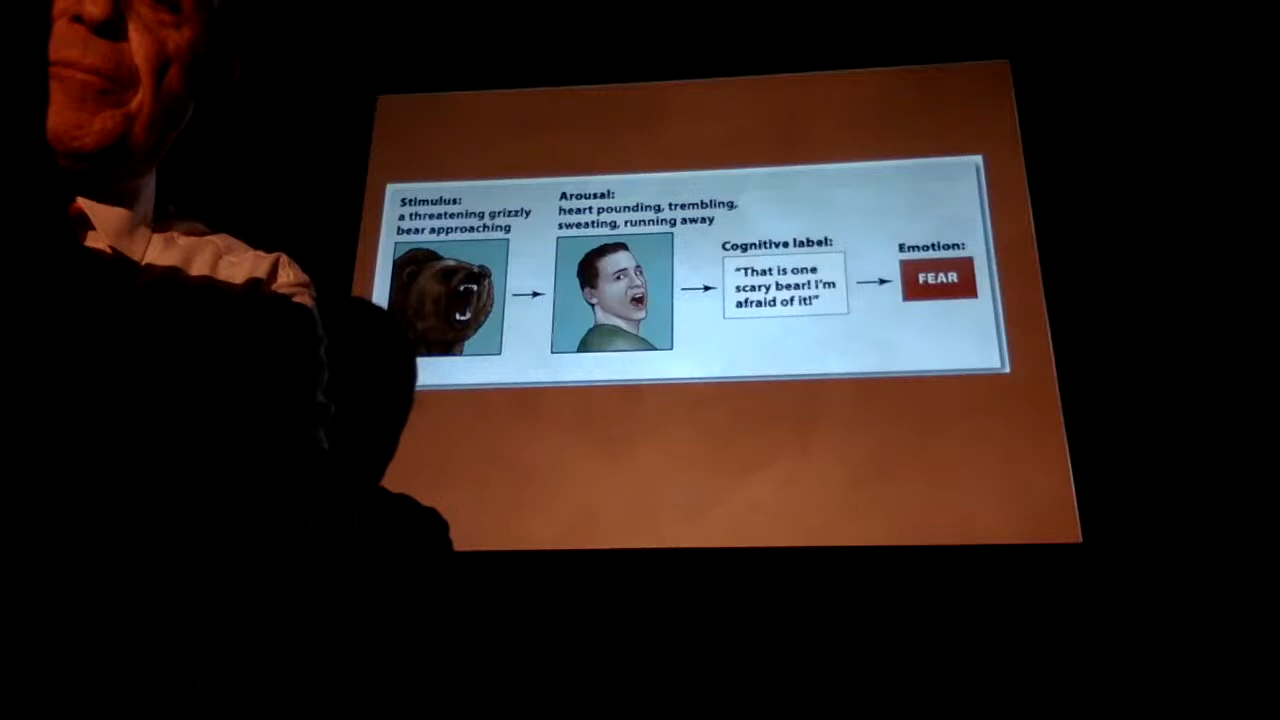 Stimulus:
a threatening grizzly
bear approaching
Arousal:
heart pounding, trembling,
sweating, running away
Cognitive label:
"That is one
scary bear! I'm
afraid of it!"
Emotion:
FEAR